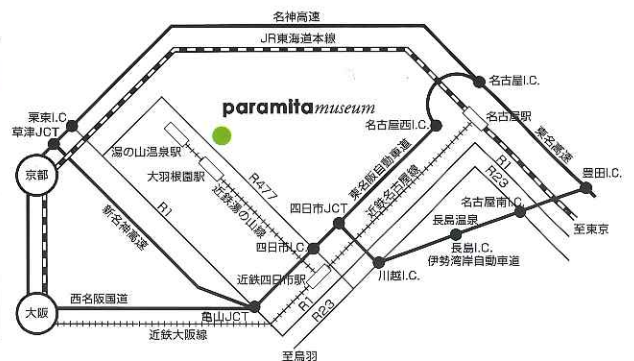 名神高速
JR東海道本線
名古屋I.C.
栗東I.C.
草津JCT
paramita museum
名古屋西I.C.
名古屋駅
東名高速
湯の山温泉駅
大羽根園駅
R477
東名阪自動車道
近鉄名古屋線
R1
R23
豊田I.C.
京都
近鉄湯の山線
R1
新名神高速
四日市JCT
名古屋南I.C.
長島温泉
至東京
四日市I.C.
長島I.C.
伊勢湾岸自動車道
近鉄四日市駅
川越I.C.
西名阪国道
大阪
亀山JCT
R1
R23
近鉄大阪線
至鳥羽